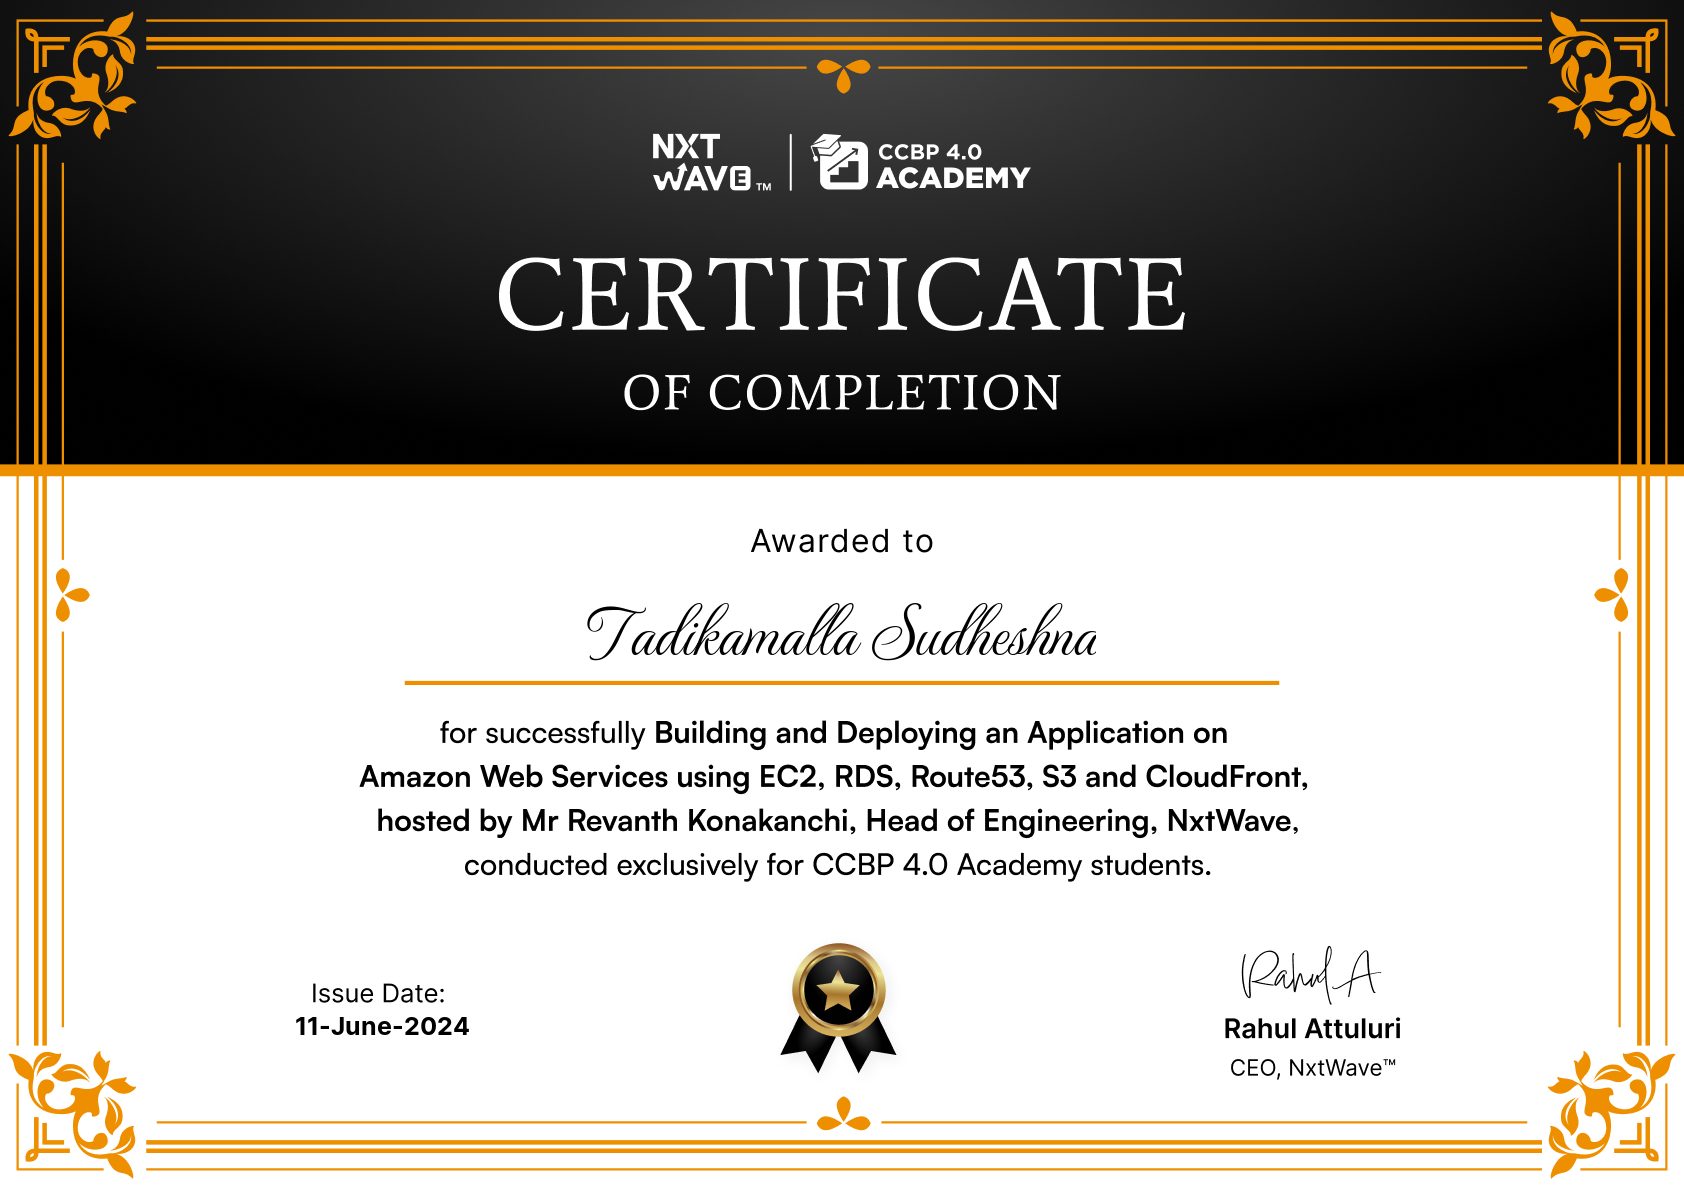 NXT
WAVE™
CCBP 4.0
ACADEMY
CERTIFICATE
OF COMPLETION
Awarded to
Tadikamalla Sudheshna
for successfully Building and Deploying an Application on
Amazon Web Services using EC2, RDS, Route53, S3 and CloudFront,
hosted by Mr Revanth Konakanchi, Head of Engineering, NxtWave,
conducted exclusively for CCBP 4.0 Academy students.
Issue Date:
11-June-2024
Rahul A
Rahul Attuluri
CEO, NxtWave™